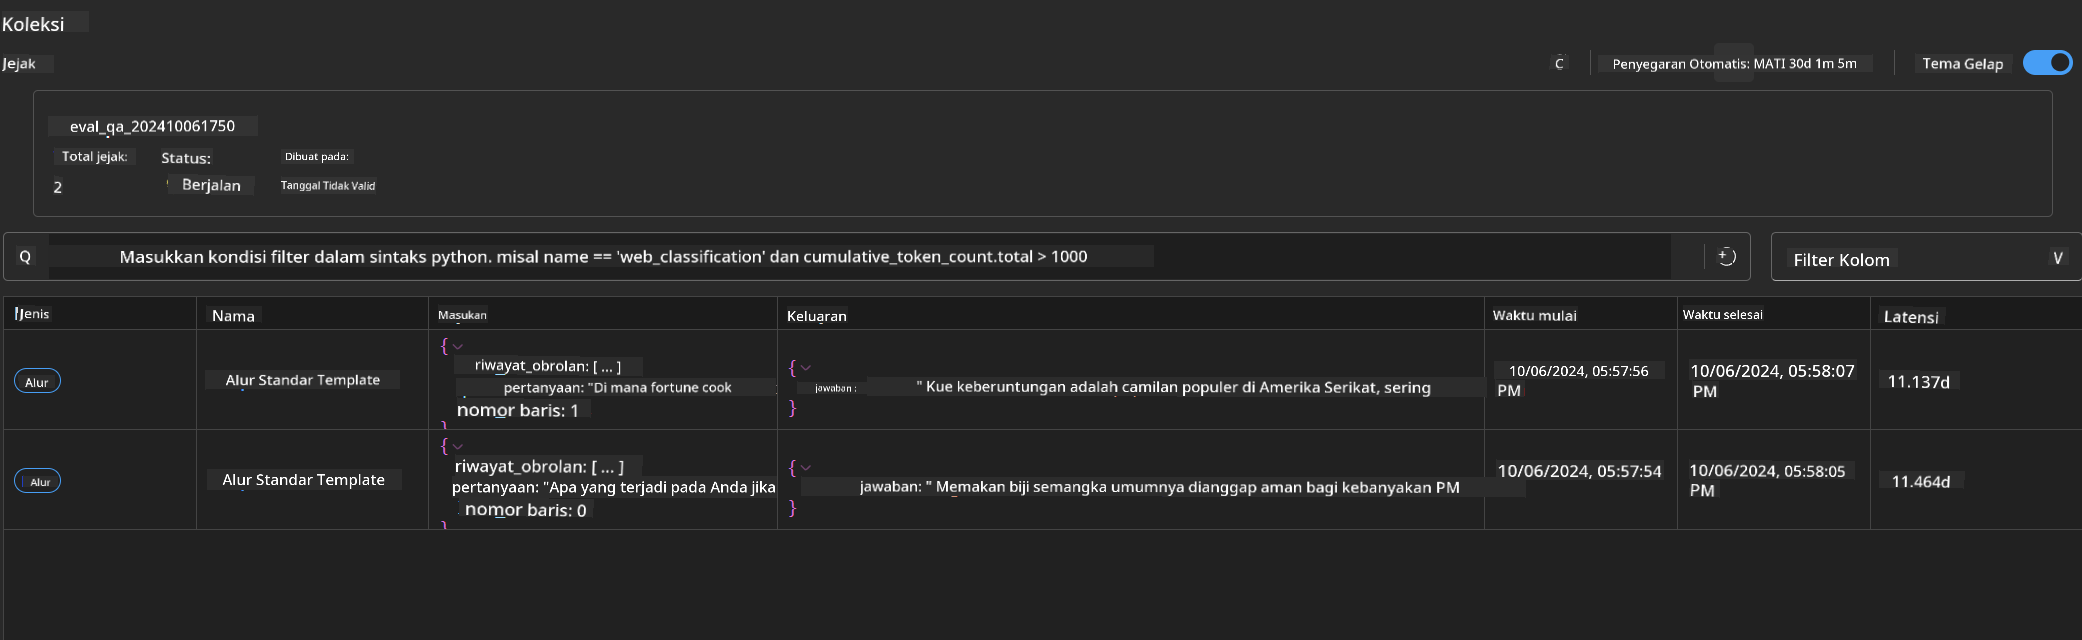 Koleksi
Jejak
C
Penyegaran Otomatis: MATI 30d 1m 5m
Tema Gelap
eval_qa_202410061750
Total jejak:
Status:
Dibuat pada:
2
Berjalan
Tanggal Tidak Valid
Q
Masukkan kondisi filter dalam sintaks python. misal name == 'web_classification' dan cumulative_token_count.total > 1000
Filter Kolom
V
Jenis
Nama
Masukan
Keluaran
Waktu mulai
Waktu selesai
Latensi
Alur
Alur Standar Template
{
riwayat_obrolan: [ ... ]
pertanyaan: "Di mana fortune cook
nomor baris: 1
}
{
jawaban :
" Kue keberuntungan adalah camilan populer di Amerika Serikat, sering
}
10/06/2024, 05:57:56
PM
10/06/2024, 05:58:07
PM
11.137d
Alur
Alur Standar Template
{
riwayat_obrolan: [ ... ]
pertanyaan: "Apa yang terjadi pada Anda jika
nomor baris: 0
}
{
jawaban: " Memakan biji semangka umumnya dianggap aman bagi kebanyakan PM
}
10/06/2024, 05:57:54
10/06/2024, 05:58:05
PM
11.464d